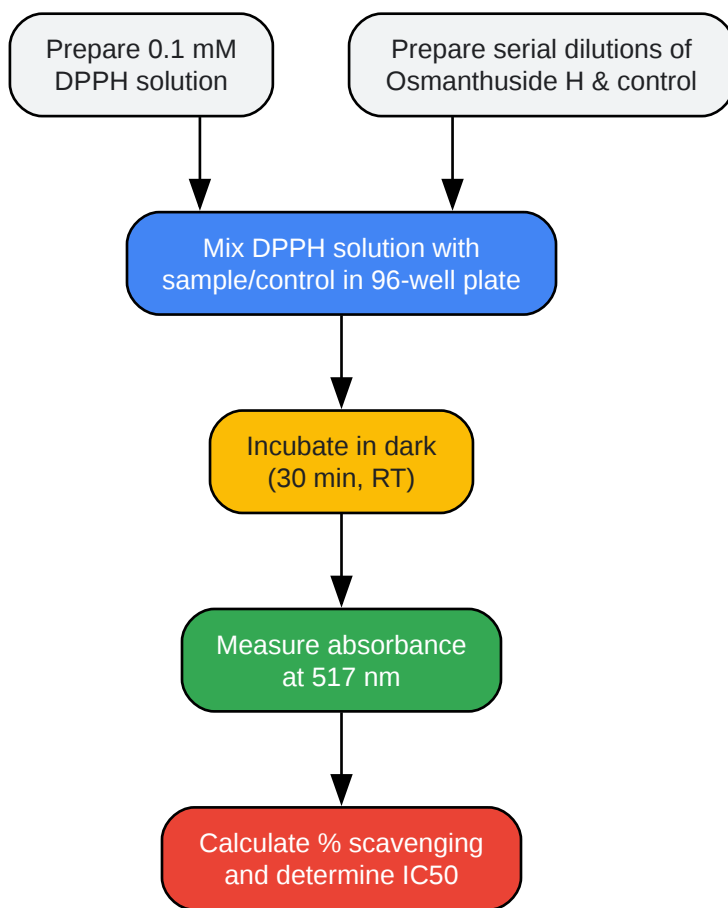 Prepare 0.1 mM
DPPH solution
Prepare serial dilutions of
Osmanthuside H & control
Mix DPPH solution with
sample/control in 96-well plate
Incubate in dark
(30 min, RT)
Measure absorbance
at 517 nm
Calculate % scavenging
and determine IC50